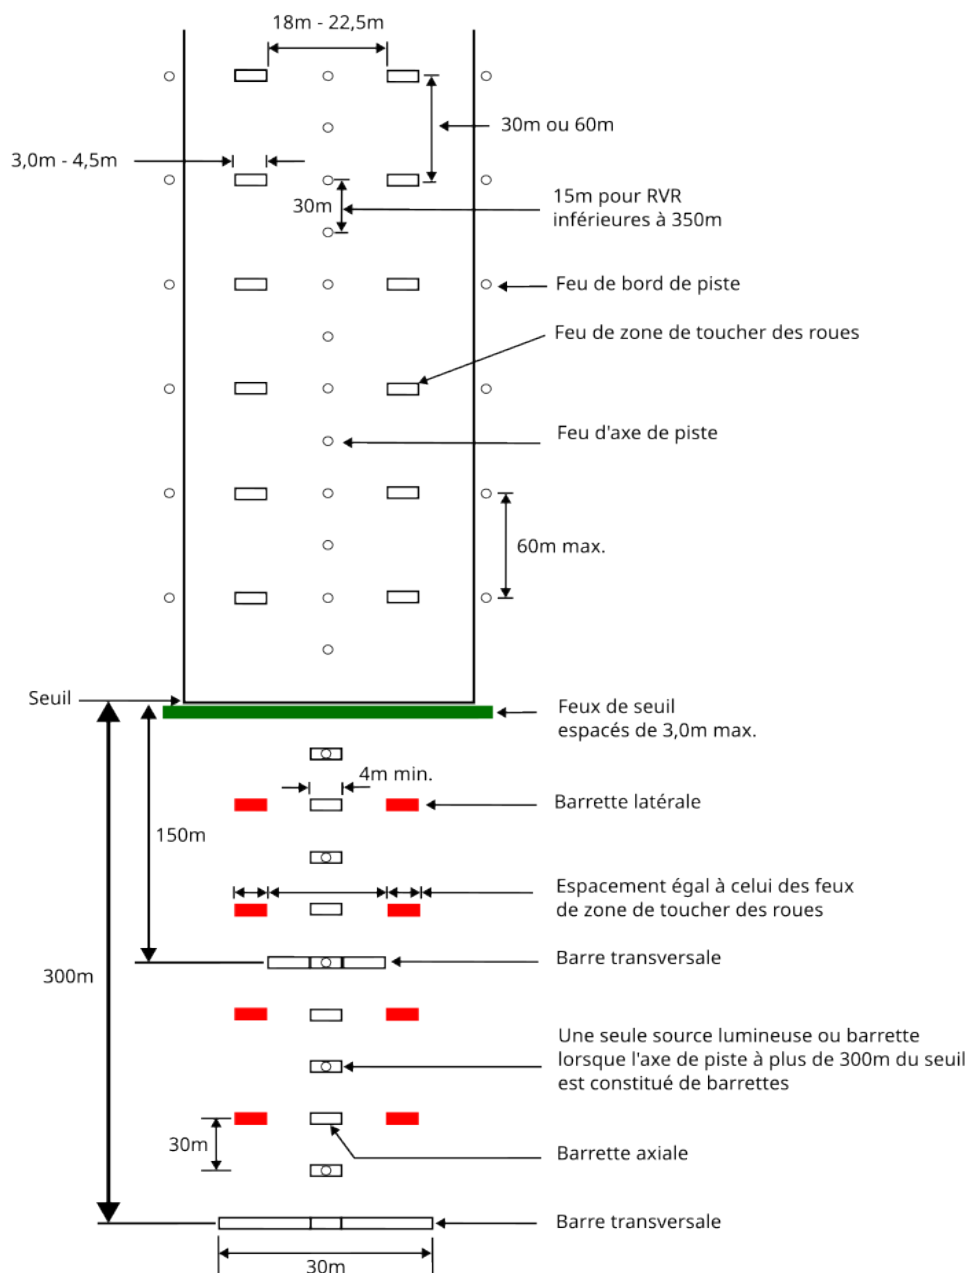 18m - 22,5m
30m ou 60m
3,0m - 4,5m
15m pour RVR
inférieures à 350m
30m
Feu de bord de piste
Feu de zone de toucher des roues
Feu d'axe de piste
60m max.
Seuil
Feux de seuil
espacés de 3,0m max.
4m min.
Barrette latérale
150m
Espacement égal à celui des feux
de zone de toucher des roues
Barre transversale
300m
Une seule source lumineuse ou barrette
lorsque l'axe de piste à plus de 300m du seuil
est constitué de barrettes
30m
Barrette axiale
Barre transversale
30m